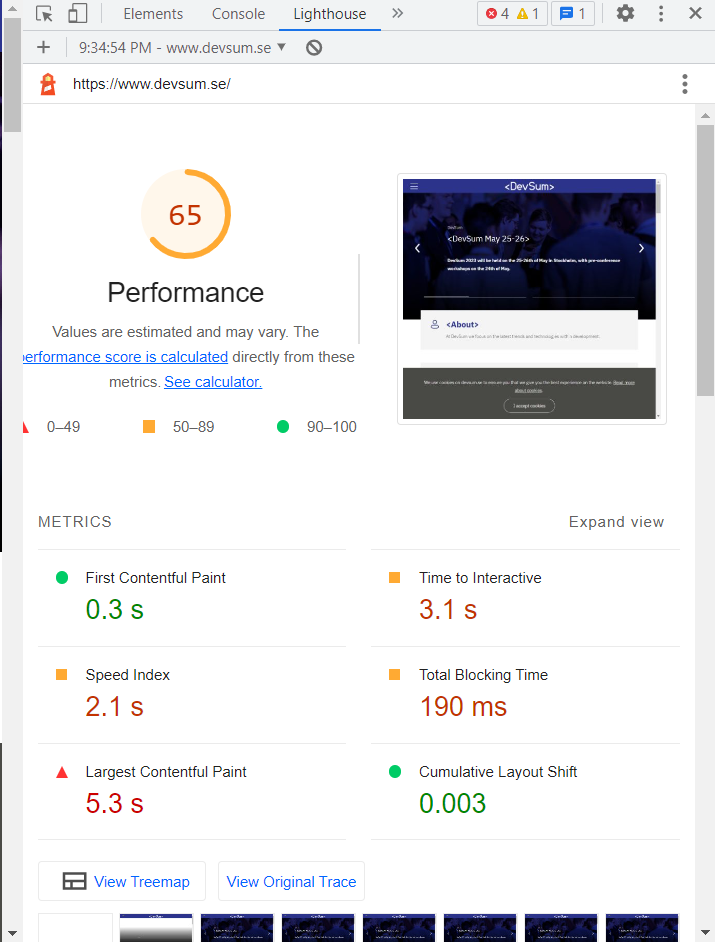 Elements Console Lighthouse 4 1 1
9:34:54 PM - www.devsum.se
https://www.devsum.se/
65
Performance
Values are estimated and may vary. The
performance score is calculated directly from these
metrics. See calculator.
0–49 50–89 90–100
<DevSum>
DevSum
<DevSum May 25-26>
DevSum 2023 will be held on the 25-26th of May in Stockholm, with pre-conference
workshops on the 24th of May.
<About>
At DevSum we focus on the latest trends and technologies within development.
We use cookies on devsum.se to ensure you that we give you the best experience on the website. Read more
about cookies.
I accept cookies
METRICS Expand view
First Contentful Paint
0.3 s
Time to Interactive
3.1 s
Speed Index
2.1 s
Total Blocking Time
190 ms
Largest Contentful Paint
5.3 s
Cumulative Layout Shift
0.003
View Treemap View Original Trace